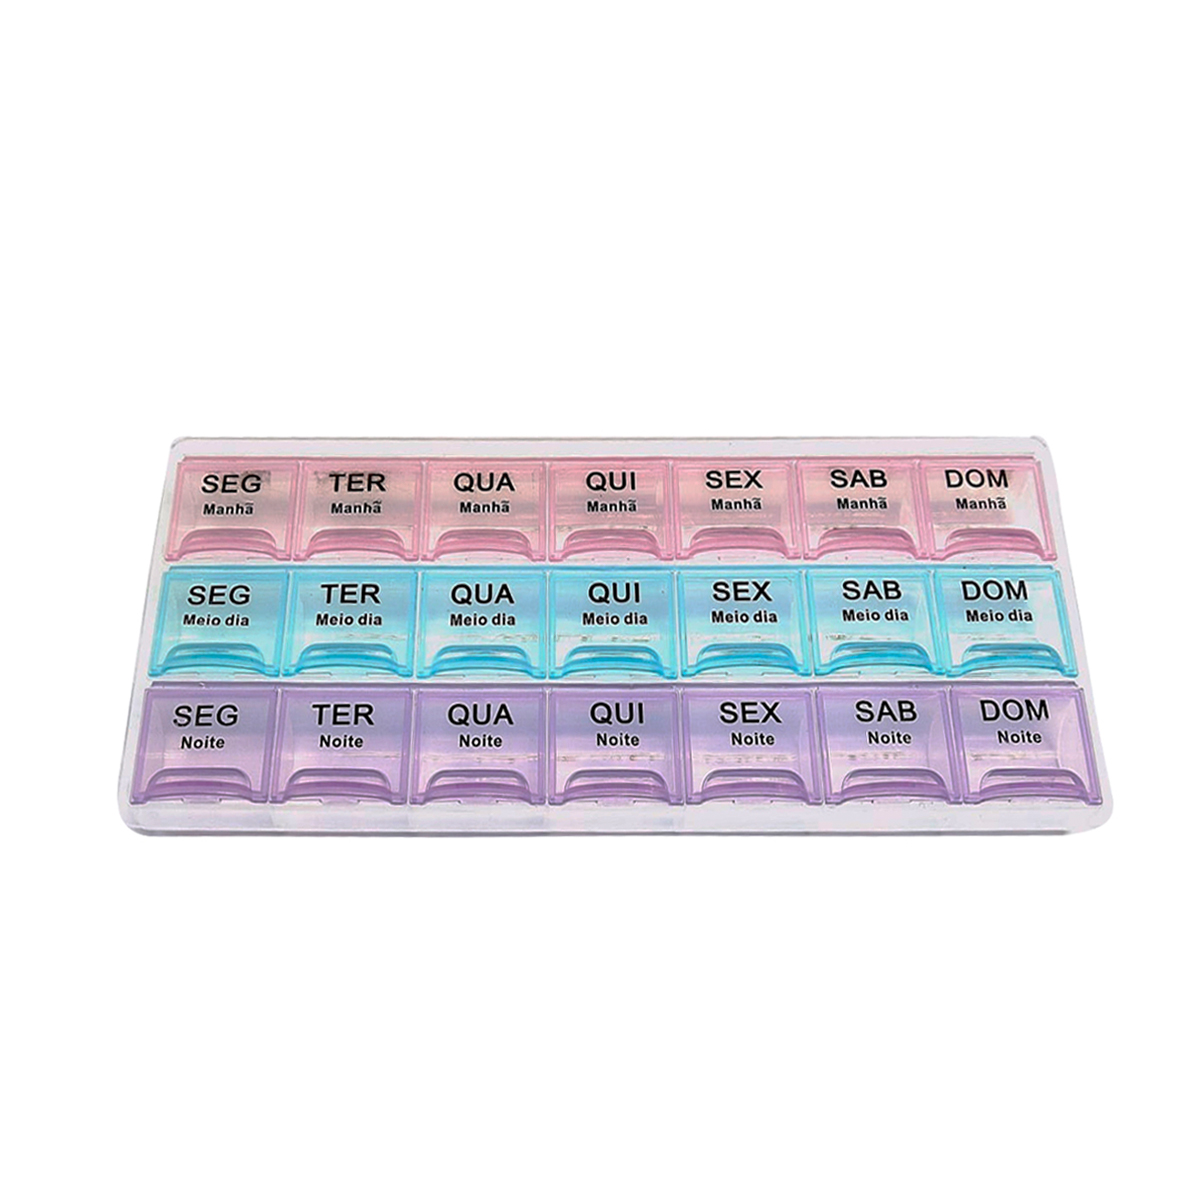 SEG TER QUA QUI SEX SAB DOM
Manhã Manhã Manhã Manhã Manhã Manhã Manhã
SEG TER QUA QUI SEX SAB DOM
Meio dia Meio dia Meio dia Meio dia Meio dia Meio dia Meio dia
SEG TER QUA QUI SEX SAB DOM
Noite Noite Noite Noite Noite Noite Noite